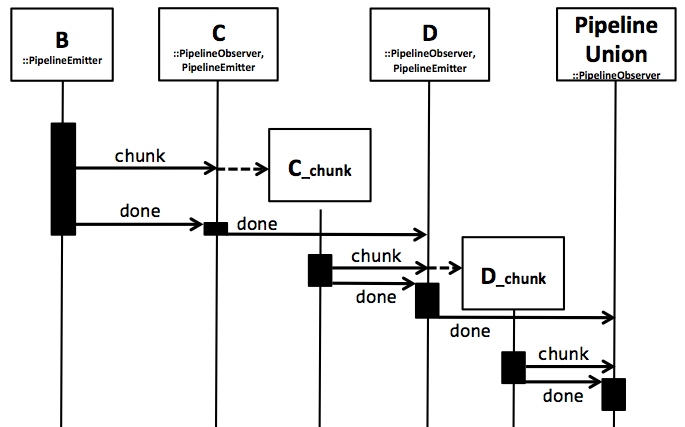 B
::PipelineEmitter
C
::PipelineObserver,
PipelineEmitter
D
::PipelineObserver,
PipelineEmitter
Pipeline
Union
::PipelineObserver
chunk
C_chunk
done
done
chunk
D_chunk
done
done
chunk
done